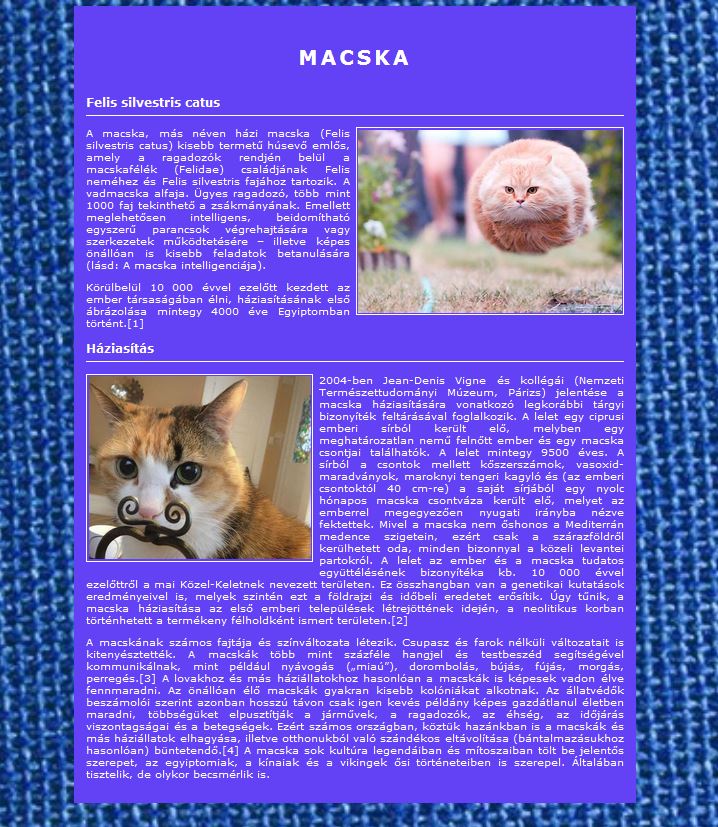 MACSKA
Felis silvestris catus
A macska, más néven házi macska (Felis
silvestris catus) kisebb termetű húsevő emlős,
amely a ragadozók rendjén belül a
macskafélék (Felidae) családjának Felis
neméhez és Felis silvestris fajához tartozik. A
vadmacska alfaja. Ügyes ragadozó, több mint
1000 faj tekinthető a zsákmányának. Emellett
meglehetősen intelligens, beidomítható
egyszerű parancsok végrehajtására vagy
szerkezetek működtetésére – illetve képes
önállóan is kisebb feladatok betanulására
(lásd: A macska intelligenciája).
Körülbelül 10 000 évvel ezelőtt kezdett az
ember társaságában élni, háziasításának első
ábrázolása mintegy 4000 éve Egyiptomban
történt.[1]
Háziasítás
2004-ben Jean-Denis Vigne és kollégái (Nemzeti
Természettudományi Múzeum, Párizs) jelentése a
macska háziasítására vonatkozó legkorábbi tárgyi
bizonyíték feltárásával foglalkozik. A lelet egy ciprusi
emberi sírból került elő, melyben egy
meghatározatlan nemű felnőtt ember és egy macska
csontjai találhatók. A lelet mintegy 9500 éves. A
sírból a csontok mellett kőszerszámok, vasoxid-
maradványok, maroknyi tengeri kagyló és (az emberi
csontoktól 40 cm-re) a saját sírjából egy nyolc
hónapos macska csontváza került elő, melyet az
emberrel megegyezően nyugati irányba nézve
fektettek. Mivel a macska nem őshonos a Mediterrán
medence szigetein, ezért csak a szárazföldről
kerülhetett oda, minden bizonnyal a közeli levantei
partokról. A lelet az ember és a macska tudatos
együttélésének bizonyítéka kb. 10 000 évvel
ezelőttről a mai Közel-Keletnek nevezett területen. Ez összhangban van a genetikai kutatások
eredményeivel is, melyek szintén ezt a földrajzi és időbeli eredetet erősítik. Úgy tűnik, a
macska háziasítása az első emberi települések létrejöttének idején, a neolitikus korban
történhetett a termékeny félholdként ismert területen.[2]
A macskának számos fajtája és színváltozata létezik. Csupasz és farok nélküli változatait is
kitenyésztették. A macskák több mint százféle hangjel és testbeszéd segítségével
kommunikálnak, mint például nyávogás („miaú”), dorombolás, bújás, fújás, morgás,
perregés.[3] A lovakhoz és más háziállatokhoz hasonlóan a macskák is képesek vadon élve
fennmaradni. Az önállóan élő macskák gyakran kisebb kolóniákat alkotnak. Az állatvédők
beszámolói szerint azonban hosszú távon csak igen kevés példány képes gazdátlanul életben
maradni, többségüket elpusztítják a járművek, a ragadozók, az éhség, az időjárás
viszontagságai és a betegségek. Ezért számos országban, köztük hazánkban is a macskák és
más háziállatok elhagyása, illetve otthonukból való szándékos eltávolítása (bántalmazásukhoz
hasonlóan) büntetendő.[4] A macska sok kultúra legendáiban és mítoszaiban tölt be jelentős
szerepet, az egyiptomiak, a kínaiak és a vikingek ősi történeteiben is szerepel. Általában
tisztelik, de olykor becsmérlik is.